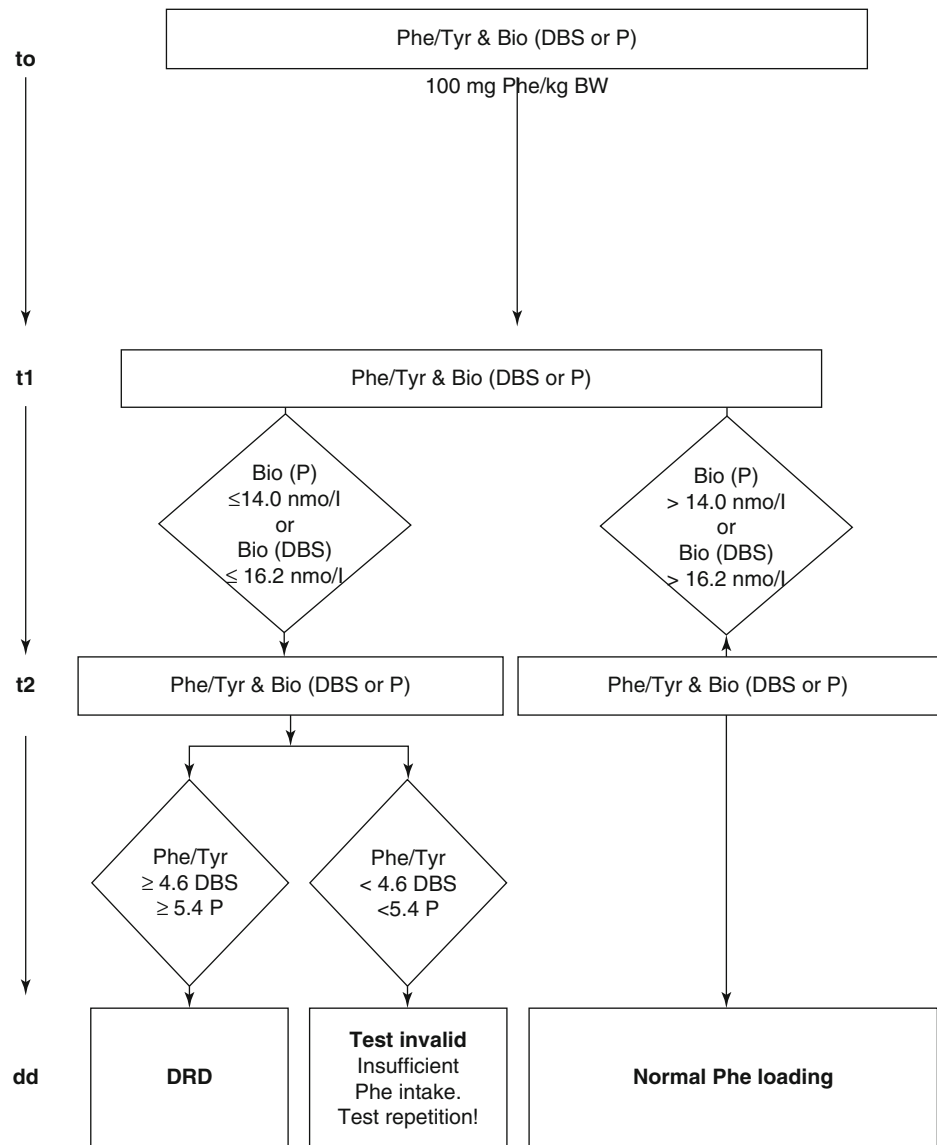 to
Phe/Tyr & Bio (DBS or P)
100 mg Phe/kg BW
t1
Phe/Tyr & Bio (DBS or P)
Bio (P)
≤14.0 nmo/l
or
Bio (DBS)
≤ 16.2 nmo/l
Bio (P)
> 14.0 nmo/l
or
Bio (DBS)
> 16.2 nmo/l
t2
Phe/Tyr & Bio (DBS or P)
Phe/Tyr & Bio (DBS or P)
Phe/Tyr
≥ 4.6 DBS
≥ 5.4 P
Phe/Tyr
< 4.6 DBS
<5.4 P
dd
DRD
Test invalid
Insufficient
Phe intake.
Test repetition!
Normal Phe loading